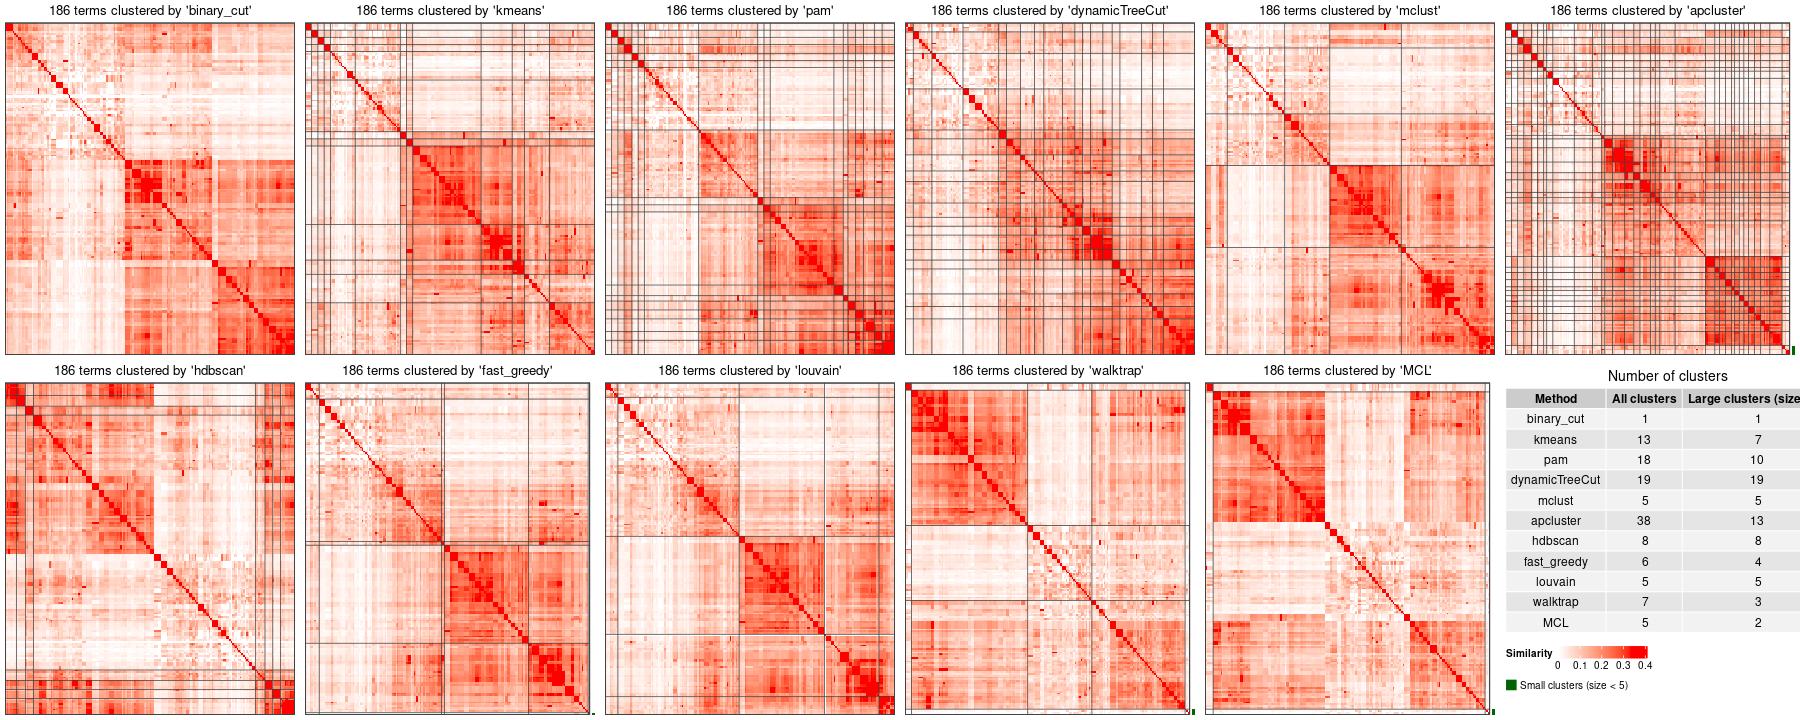 186 terms clustered by 'binary_cut'
186 terms clustered by 'kmeans'
186 terms clustered by 'pam'
186 terms clustered by 'dynamicTreeCut'
186 terms clustered by 'mclust'
186 terms clustered by 'apcluster'
186 terms clustered by 'hdbscan'
186 terms clustered by 'fast_greedy'
186 terms clustered by 'louvain'
186 terms clustered by 'walktrap'
186 terms clustered by 'MCL'
Number of clusters
Method All clusters Large clusters (size
binary_cut 1 1
kmeans 13 7
pam 18 10
dynamicTreeCut 19 19
mclust 5 5
apcluster 38 13
hdbscan 8 8
fast_greedy 6 4
louvain 5 5
walktrap 7 3
MCL 5 2
Similarity
0 0.1 0.2 0.3 0.4
Small clusters (size < 5)